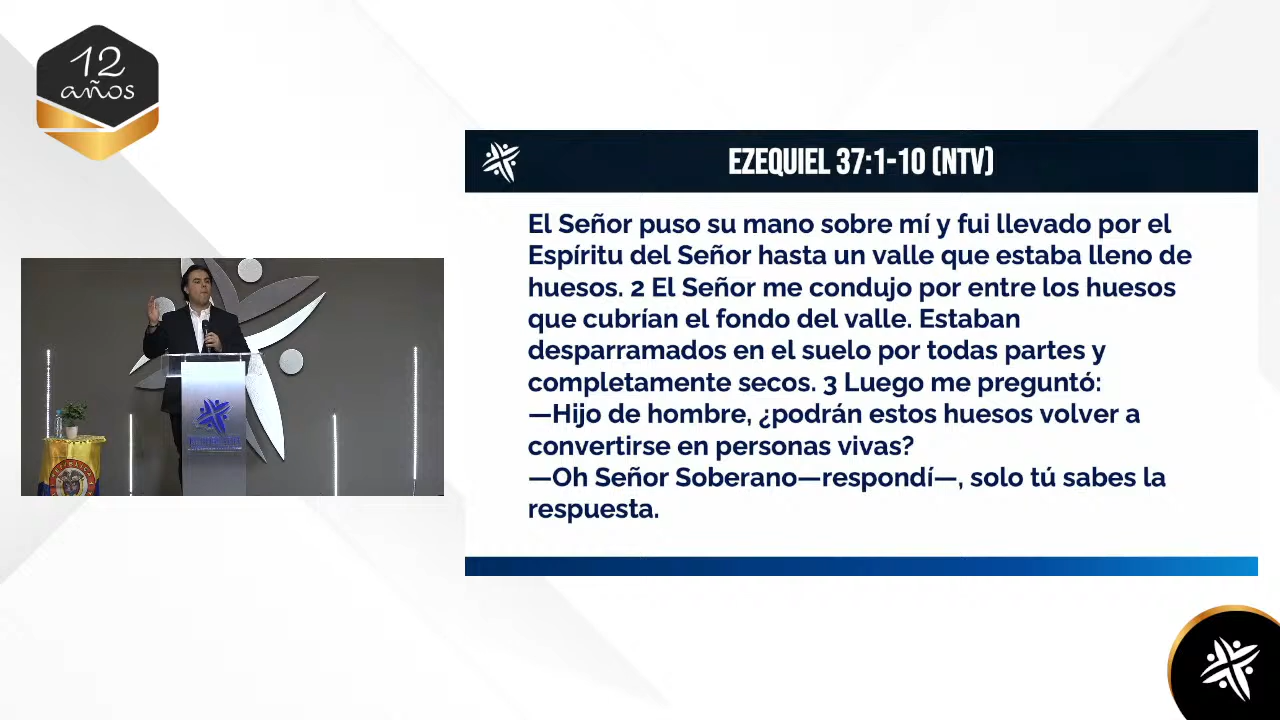 12
años
EZEQUIEL 37:1-10 (NTV)
El Señor puso su mano sobre mí y fui llevado por el
Espíritu del Señor hasta un valle que estaba lleno de
huesos. 2 El Señor me condujo por entre los huesos
que cubrían el fondo del valle. Estaban
desparramados en el suelo por todas partes y
completamente secos. 3 Luego me preguntó:
—Hijo de hombre, ¿podrán estos huesos volver a
convertirse en personas vivas?
—Oh Señor Soberano—respondí—, solo tú sabes la
respuesta.